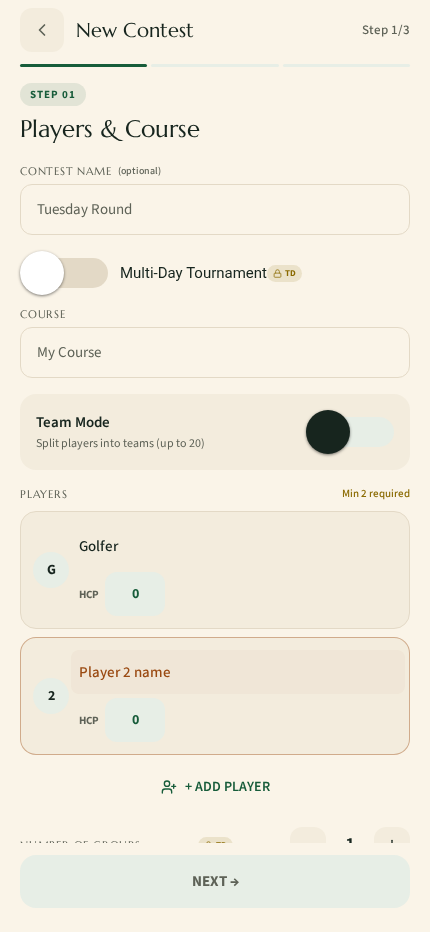 New Contest
Step 1/3
STEP 01
Players & Course
CONTEST NAME (optional)
Tuesday Round
Multi-Day Tournament TD
COURSE
My Course
Team Mode
Split players into teams (up to 20)
PLAYERS
Min 2 required
G
Golfer
HCP 0
2
Player 2 name
HCP 0
+ ADD PLAYER
NEXT →